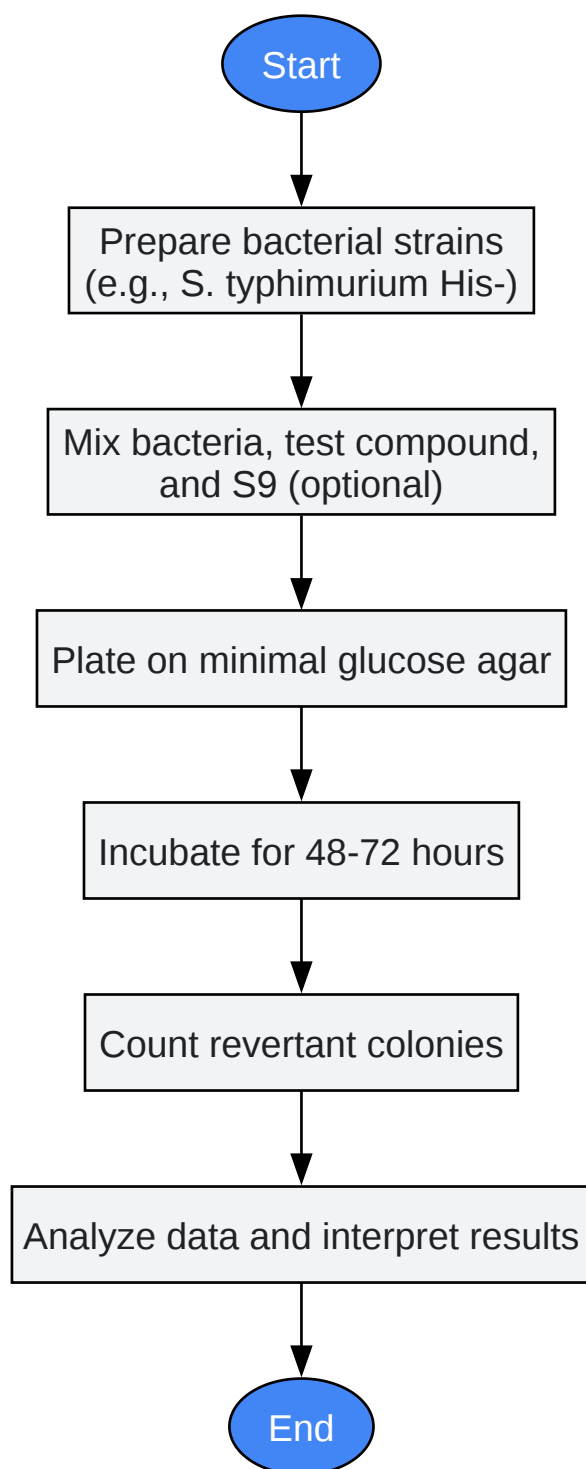 Start
Prepare bacterial strains
(e.g., S. typhimurium His-)
Mix bacteria, test compound,
and S9 (optional)
Plate on minimal glucose agar
Incubate for 48-72 hours
Count revertant colonies
Analyze data and interpret results
End